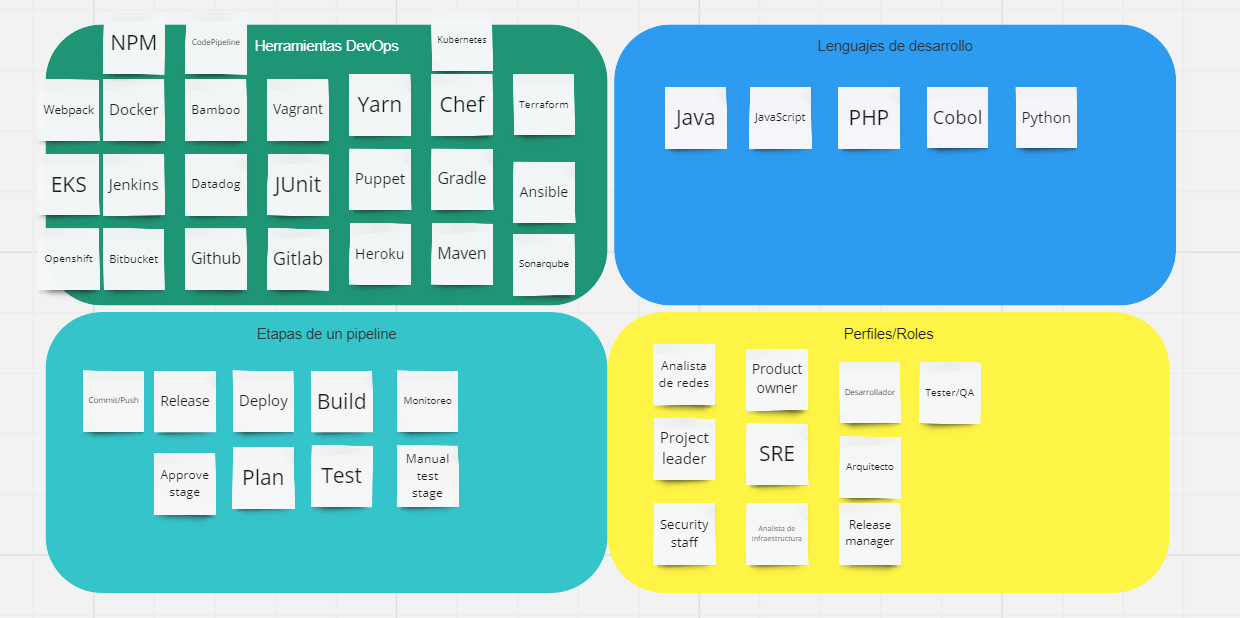 Herramientas DevOps
NPM
CodePipeline
Kubernetes
Webpack
Docker
Bamboo
Vagrant
Yarn
Chef
Terraform
EKS
Jenkins
Datadog
JUnit
Puppet
Gradle
Ansible
Openshift
Bitbucket
Github
Gitlab
Heroku
Maven
Sonarqube
Lenguajes de desarrollo
Java
JavaScript
PHP
Cobol
Python
Etapas de un pipeline
Commit/Push
Release
Deploy
Build
Monitoreo
Approve
stage
Plan
Test
Manual
test
stage
Perfiles/Roles
Analista
de redes
Product
owner
Desarrollador
Tester/QA
Project
leader
SRE
Arquitecto
Security
staff
Analista de
infraestructura
Release
manager